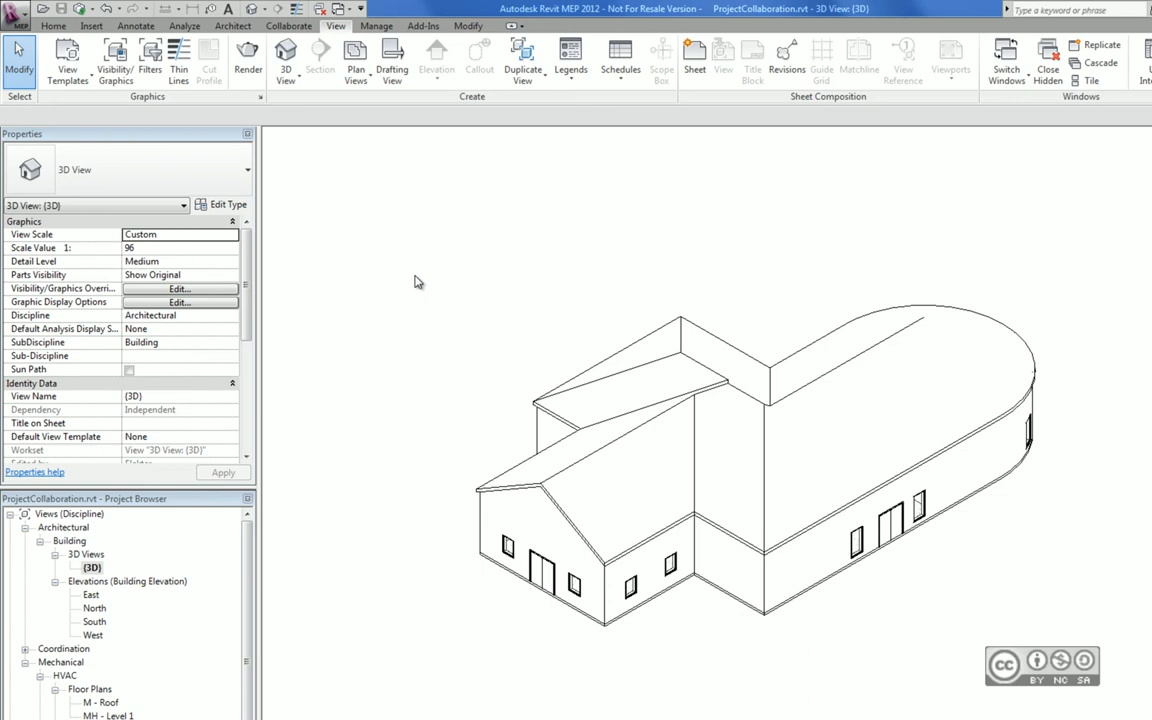 Autodesk Revit MEP 2012 - Not For Resale Version - ProjectCollaboration.rvt - 3D View: {3D}
Type a keyword or phrase
MEP
Home Insert Annotate Analyze Architect Collaborate View Manage Add-Ins Modify
Modify
View Templates
Visibility/ Graphics
Filters
Thin Lines
Cut Profile
Render
3D View
Section
Plan Views
Drafting View
Elevation
Callout
Duplicate View
Legends
Schedules
Scope Box
Sheet
View
Title Block
Revisions
Guide Grid
Matchline
View Reference
Viewports
Switch Windows
Close Hidden
Replicate
Cascade
Tile
Select Graphics Create Sheet Composition Windows
Properties
3D View
3D View: {3D} Edit Type
Graphics
View Scale Custom
Scale Value 1: 96
Detail Level Medium
Parts Visibility Show Original
Visibility/Graphics Overri... Edit...
Graphic Display Options Edit...
Discipline Architectural
Default Analysis Display S... None
SubDiscipline Building
Sub-Discipline
Sun Path
Identity Data
View Name {3D}
Dependency Independent
Title on Sheet
Default View Template None
Workset View "3D View: {3D}"
Properties help Apply
ProjectCollaboration.rvt - Project Browser
Views (Discipline)
Architectural
Building
3D Views
{3D}
Elevations (Building Elevation)
East
North
South
West
Coordination
Mechanical
HVAC
Floor Plans
M - Roof
MH - Level 1
cc
BY NC SA